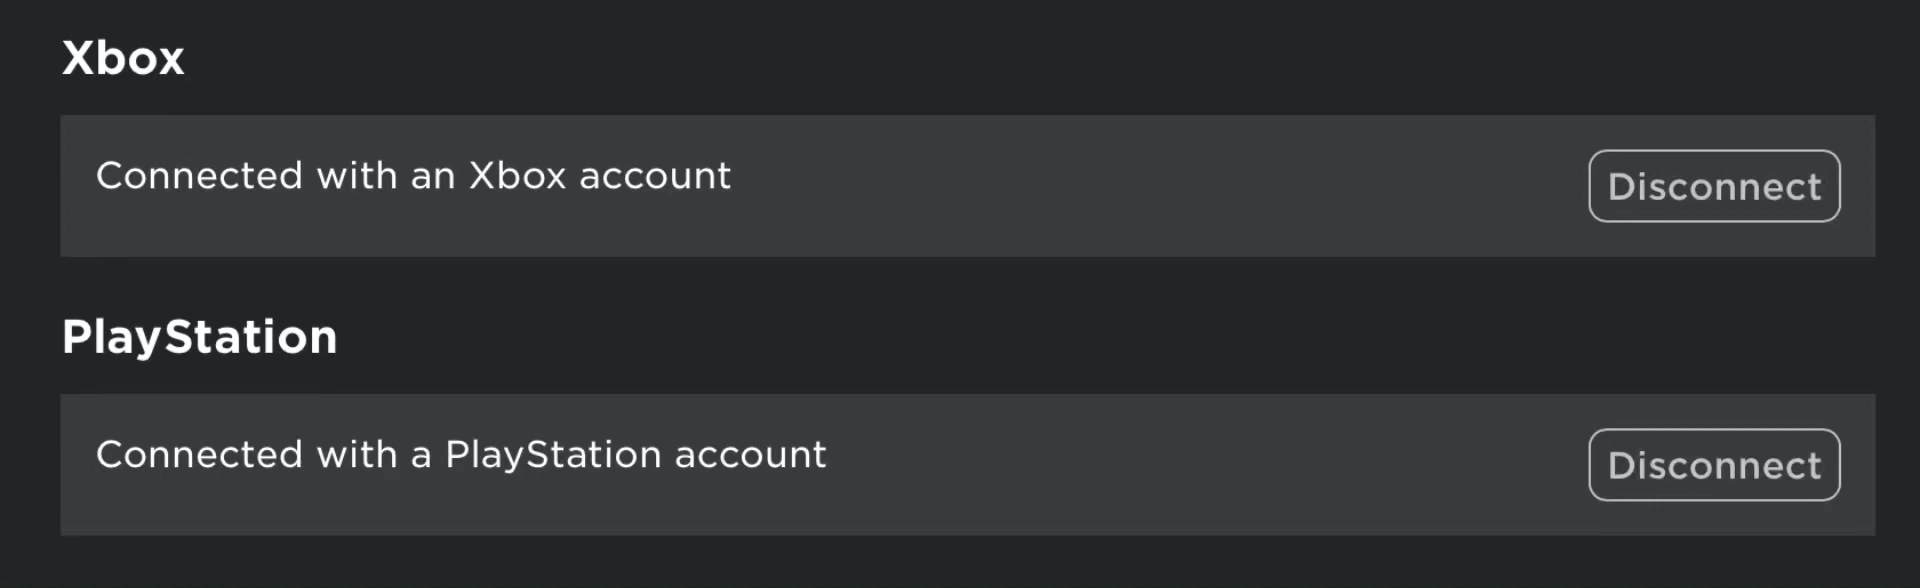 Xbox
Connected with an Xbox account
Disconnect
PlayStation
Connected with a PlayStation account
Disconnect